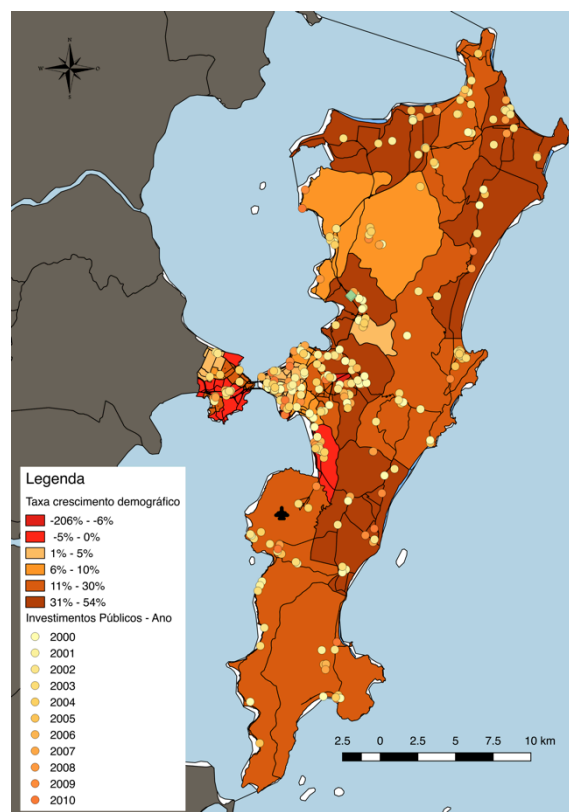 N
W O
S
Legenda
Taxa crescimento demográfico
-206% - -6%
-5% - 0%
1% - 5%
6% - 10%
11% - 30%
31% - 54%
Investimentos Públicos - Ano
2000
2001
2002
2003
2004
2005
2006
2007
2008
2009
2010
2.5 0 2.5 5 7.5 10 km